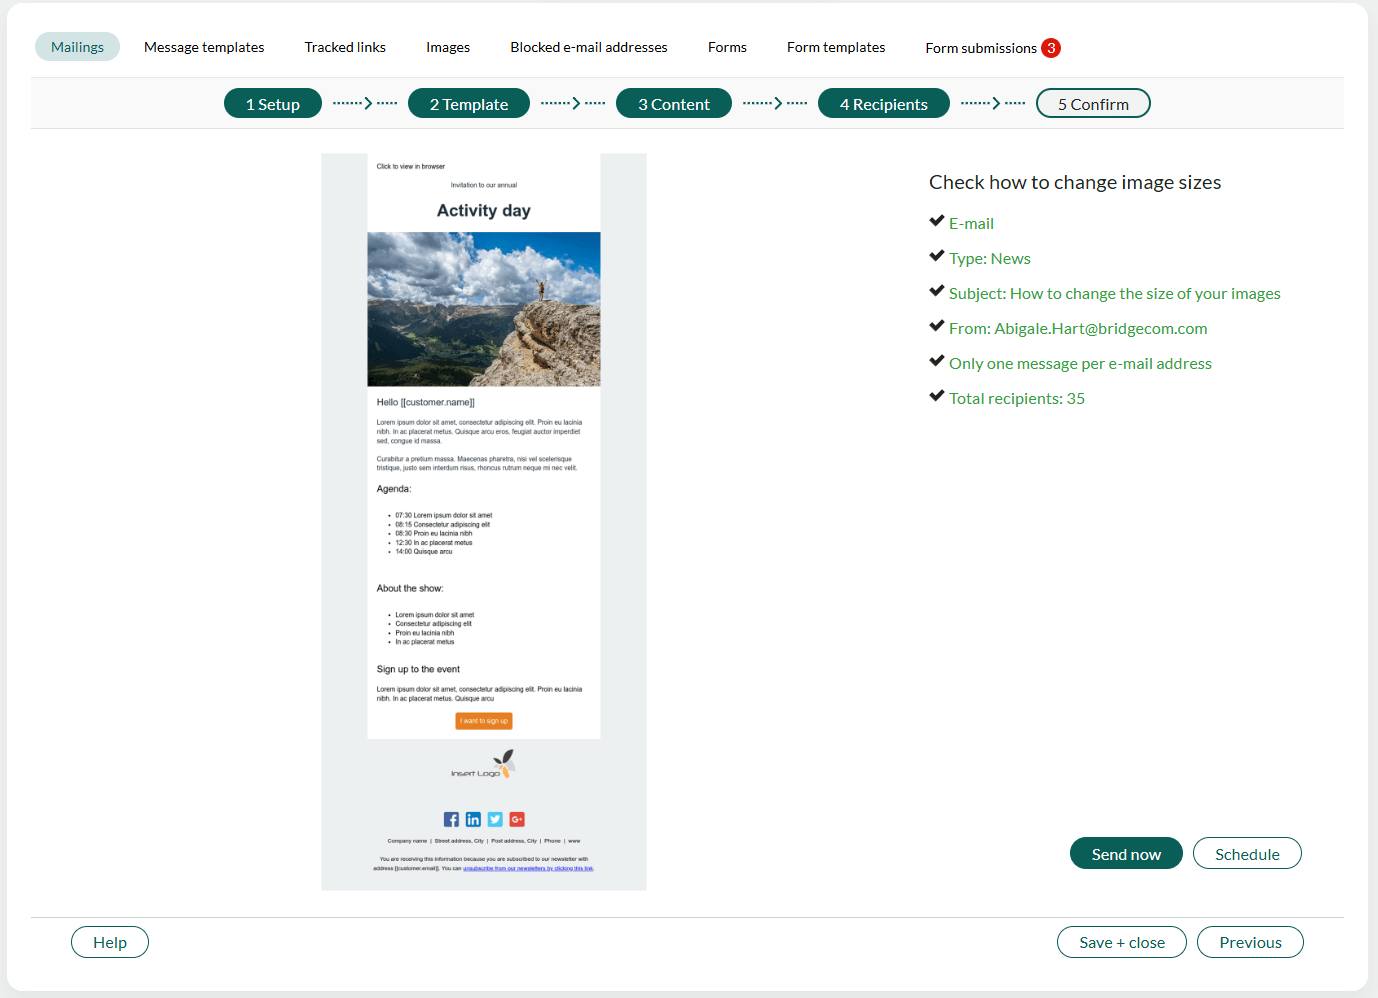 Mailings Message templates Tracked links Images Blocked e-mail addresses Forms Form templates Form submissions 3
1 Setup 2 Template 3 Content 4 Recipients 5 Confirm
Click to view in browser
Invitation to our annual
Activity day
Hello [[customer.name]]
Lorem ipsum dolor sit amet, consectetur adipiscing elit. Proin eu lacinia
nibh. In ac placerat metus. Quisque arcu eros, feugiat auctor imperdiet
sed, congue id massa.
Curabitur a pretium massa. Maecenas pharetra, nisi vel scelerisque
tristique, justo sem interdum risus, rhoncus rutrum neque mi nec velit.
Agenda:
• 07:30 Lorem ipsum dolor sit amet
• 08:15 Consectetur adipiscing elit
• 08:30 Proin eu lacinia nibh
• 12:30 In ac placerat metus
• 14:00 Quisque arcu
About the show:
• Lorem ipsum dolor sit amet
• Consectetur adipiscing elit
• Proin eu lacinia nibh
• In ac placerat metus
Sign up to the event
Lorem ipsum dolor sit amet, consectetur adipiscing elit. Proin eu lacinia
nibh. In ac placerat metus. Quisque arcu
I want to sign up
Insert Logo
f in G+
Company name | Street address, City | Post address, City | Phone | www
You are receiving this information because you are subscribed to our newsletter with
address [[customer.email]]. You can unsubscribe from our newsletters by clicking this link.
Check how to change image sizes
E-mail
Type: News
Subject: How to change the size of your images
From: Abigale.Hart@bridgecom.com
Only one message per e-mail address
Total recipients: 35
Send now Schedule
Help Save + close Previous